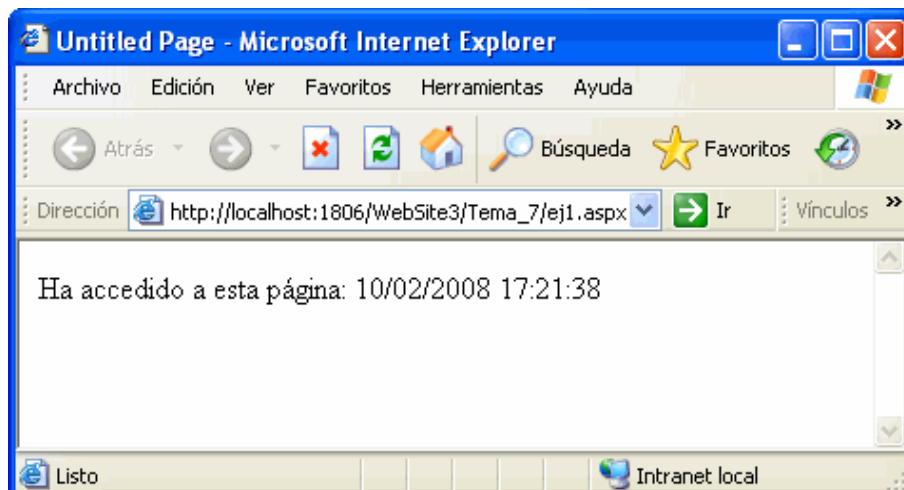 Untitled Page - Microsoft Internet Explorer
Archivo Edición Ver Favoritos Herramientas Ayuda
Atrás Búsqueda Favoritos »
Dirección http://localhost:1806/WebSite3/Tema_7/ej1.aspx Ir Vínculos »
Ha accedido a esta página: 10/02/2008 17:21:38
Listo Intranet local